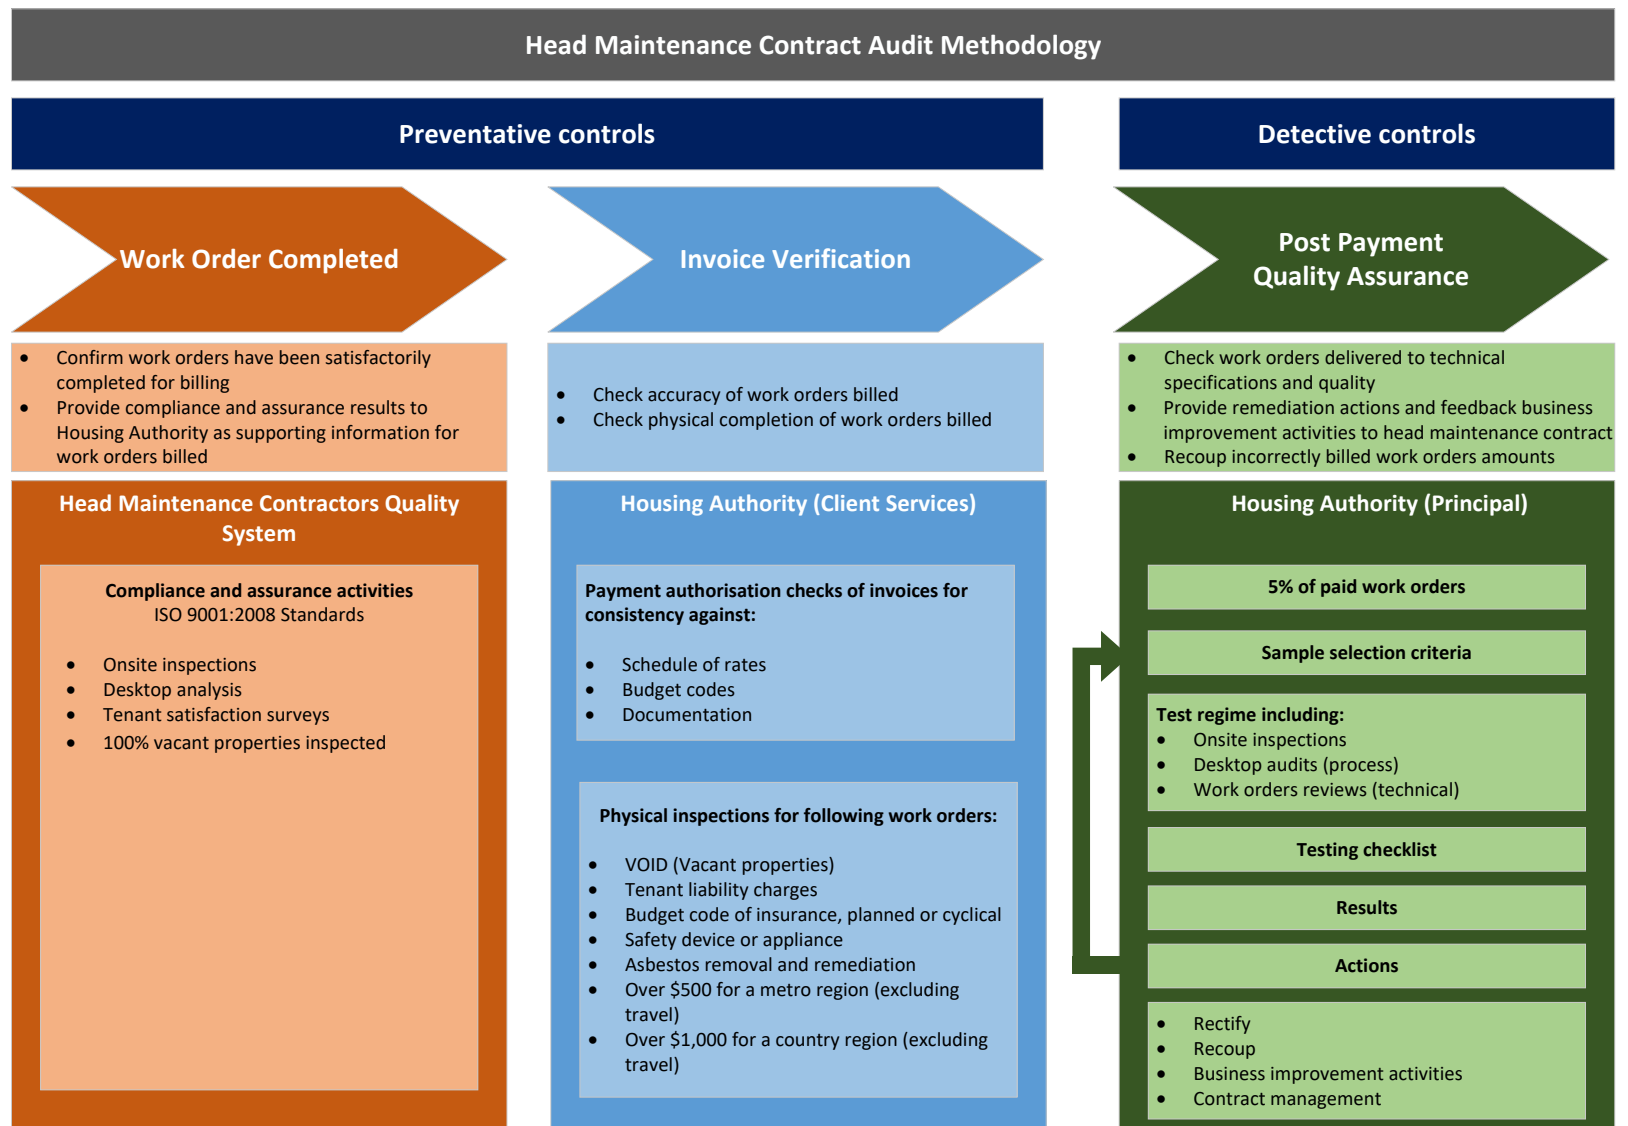 Head Maintenance Contract Audit Methodology
Preventative controls
Detective controls
Work Order Completed
Invoice Verification
Post Payment
Quality Assurance
• Confirm work orders have been satisfactorily
completed for billing
• Provide compliance and assurance results to
Housing Authority as supporting information for
work orders billed
• Check accuracy of work orders billed
• Check physical completion of work orders billed
• Check work orders delivered to technical
specifications and quality
• Provide remediation actions and feedback business
improvement activities to head maintenance contract
• Recoup incorrectly billed work orders amounts
Head Maintenance Contractors Quality
System
Compliance and assurance activities
ISO 9001:2008 Standards
• Onsite inspections
• Desktop analysis
• Tenant satisfaction surveys
• 100% vacant properties inspected
Housing Authority (Client Services)
Payment authorisation checks of invoices for
consistency against:
• Schedule of rates
• Budget codes
• Documentation
Physical inspections for following work orders:
• VOID (Vacant properties)
• Tenant liability charges
• Budget code of insurance, planned or cyclical
• Safety device or appliance
• Asbestos removal and remediation
• Over $500 for a metro region (excluding
travel)
• Over $1,000 for a country region (excluding
travel)
Housing Authority (Principal)
5% of paid work orders
Sample selection criteria
Test regime including:
• Onsite inspections
• Desktop audits (process)
• Work orders reviews (technical)
Testing checklist
Results
Actions
• Rectify
• Recoup
• Business improvement activities
• Contract management